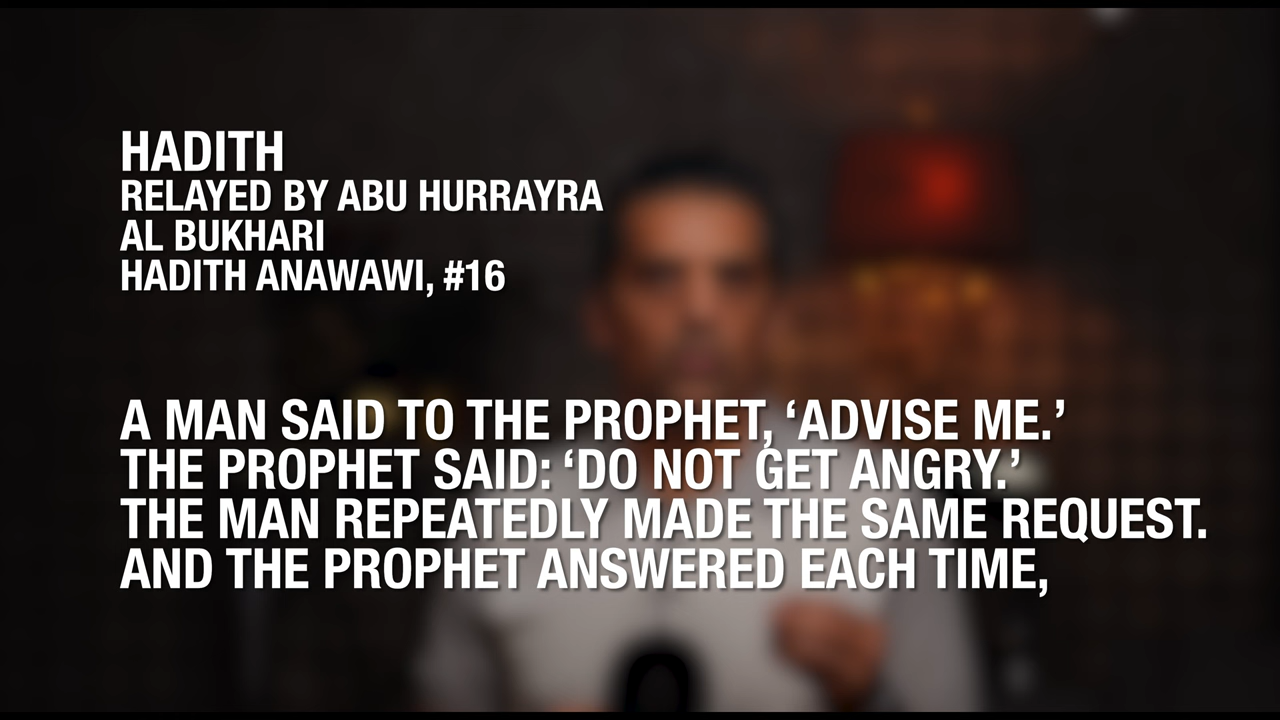 HADITH
RELAYED BY ABU HURRAYRA
AL BUKHARI
HADITH ANAWAWI, #16
A MAN SAID TO THE PROPHET, ‘ADVISE ME.’
THE PROPHET SAID: ‘DO NOT GET ANGRY.’
THE MAN REPEATEDLY MADE THE SAME REQUEST.
AND THE PROPHET ANSWERED EACH TIME,